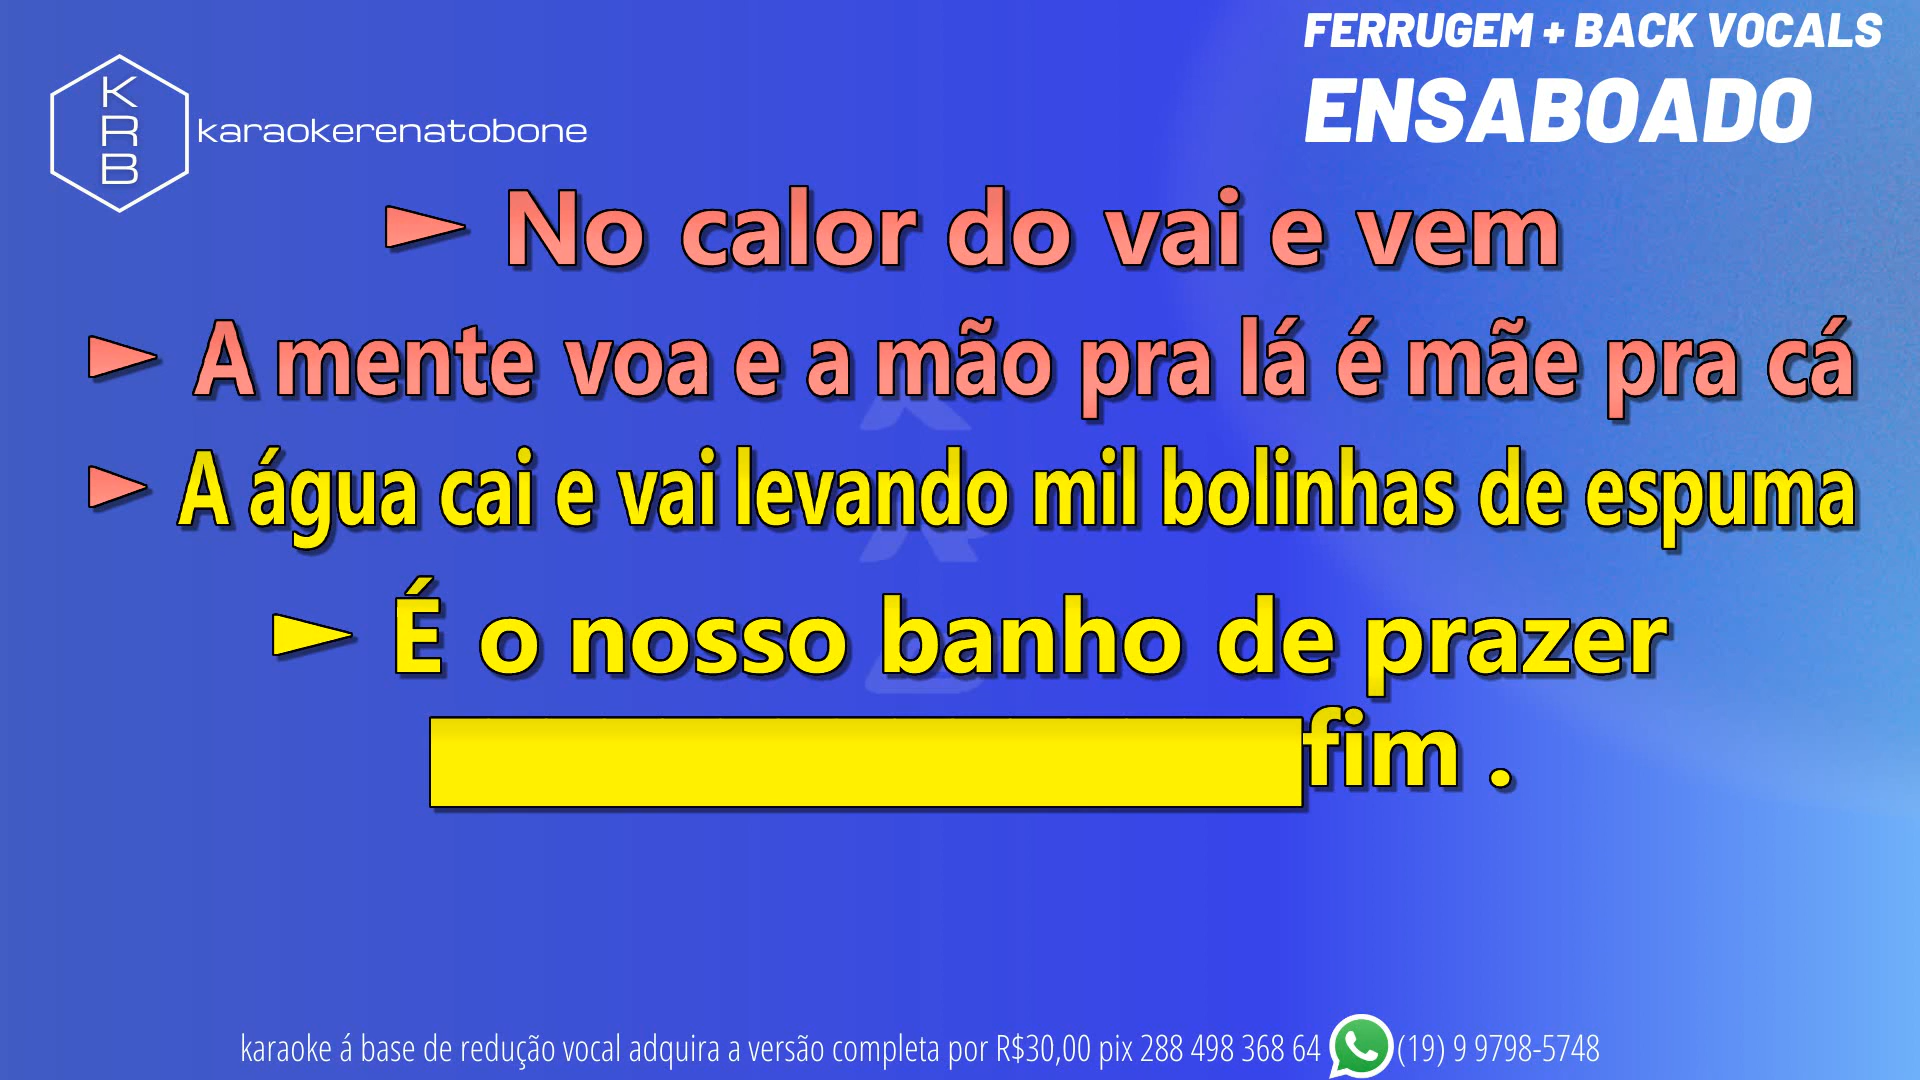 FERRUGEM + BACK VOCALS
ENSABOADO
K
R
B
karaokerenatobone
► No calor do vai e vem
► A mente voa e a mão pra lá é mãe pra cá
► A água cai e vai levando mil bolinhas de espuma
► É o nosso banho de prazer
fim .
karaoke á base de redução vocal adquira a versão completa por R$30,00 pix 288 498 368 64 (19) 9 9798-5748